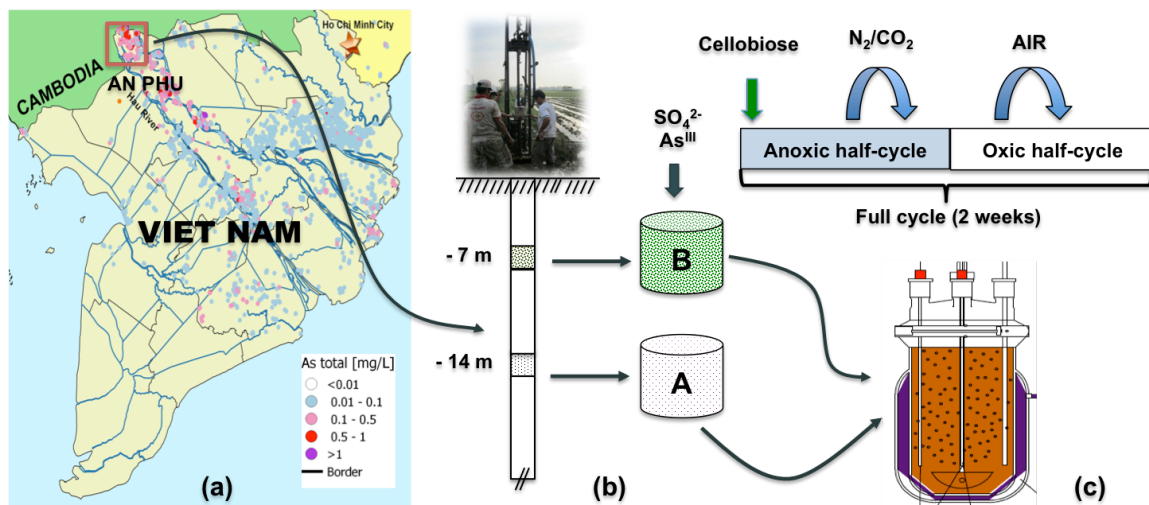 Ho Chi Minh City
CAMBODIA
AN PHU
Hau River
VIET NAM
As total [mg/L]
<0.01
0.01 - 0.1
0.1 - 0.5
0.5 - 1
>1
Border
(a)
- 7 m
- 14 m
(b)
SO₄²⁻
Asᴵᴵᴵ
B
A
Cellobiose
N₂/CO₂
AIR
Anoxic half-cycle
Oxic half-cycle
Full cycle (2 weeks)
(c)